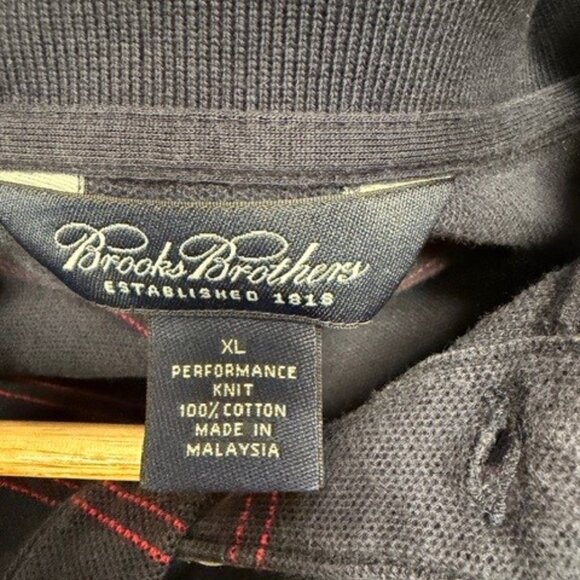 Brooks Brothers
ESTABLISHED 1818
XL
PERFORMANCE
KNIT
100% COTTON
MADE IN
MALAYSIA